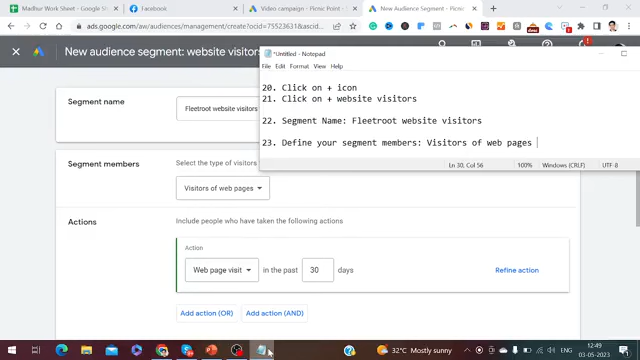 Madhur Work Sheet - Google Sh
Facebook
Video campaign - Picnic Point -
New Audience Segment - Picni
ads.google.com/aw/audiences/management/create?ocid=75523631&ascid
New audience segment: website visitors
*Untitled - Notepad
File Edit Format View Help
20. Click on + icon
21. Click on + website visitors
22. Segment Name: Fleetroot website visitors
23. Define your segment members: Visitors of web pages
Ln 30, Col 56 100% Windows (CRLF) UTF-8
Segment name
Fleetroot website visitors
Segment members
Select the type of visitors
Visitors of web pages
Actions
Include people who have taken the following actions
Action
Web page visit in the past 30 days
Refine action
Add action (OR) Add action (AND)
32°C Mostly sunny
ENG
12:49
03-05-2023